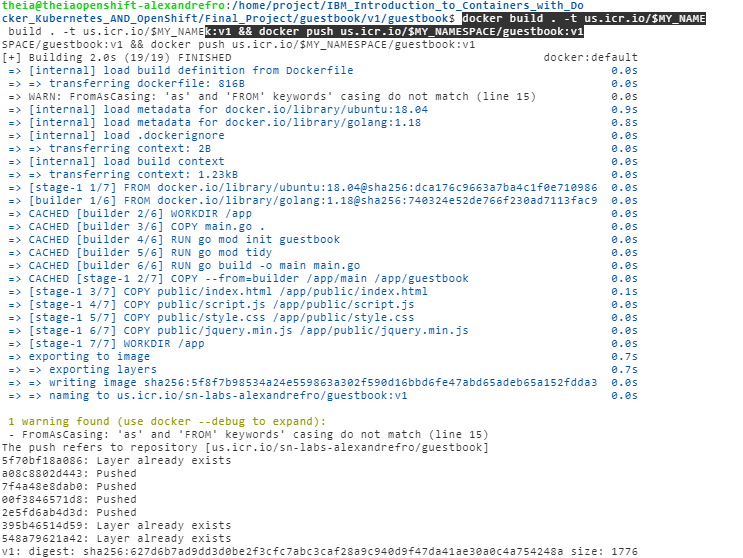 theia@theiaopenshift-alexandrefro:/home/project/IBM_Introduction_to_Containers_with_Do
cker_Kubernetes_AND_OpenShift/Final_Project/guestbook/v1/guestbook$ docker build . -t us.icr.io/$MY_NAME
 build . -t us.icr.io/$MY_NAMEk:v1 && docker push us.icr.io/$MY_NAMESPACE/guestbook:v1
SPACE/guestbook:v1 && docker push us.icr.io/$MY_NAMESPACE/guestbook:v1
[+] Building 2.0s (19/19) FINISHED docker:default
 => [internal] load build definition from Dockerfile 0.0s
 => => transferring dockerfile: 816B 0.0s
 => WARN: FromAsCasing: 'as' and 'FROM' keywords' casing do not match (line 15) 0.0s
 => [internal] load metadata for docker.io/library/ubuntu:18.04 0.9s
 => [internal] load metadata for docker.io/library/golang:1.18 0.8s
 => [internal] load .dockerignore 0.0s
 => => transferring context: 2B 0.0s
 => [internal] load build context 0.0s
 => => transferring context: 1.23kB 0.0s
 => [stage-1 1/7] FROM docker.io/library/ubuntu:18.04@sha256:dca176c9663a7ba4c1f0e710986 0.0s
 => [builder 1/6] FROM docker.io/library/golang:1.18@sha256:740324e52de766f230ad7113fac9 0.0s
 => CACHED [builder 2/6] WORKDIR /app 0.0s
 => CACHED [builder 3/6] COPY main.go . 0.0s
 => CACHED [builder 4/6] RUN go mod init guestbook 0.0s
 => CACHED [builder 5/6] RUN go mod tidy 0.0s
 => CACHED [builder 6/6] RUN go build -o main main.go 0.0s
 => CACHED [stage-1 2/7] COPY --from=builder /app/main /app/guestbook 0.0s
 => [stage-1 3/7] COPY public/index.html /app/public/index.html 0.1s
 => [stage-1 4/7] COPY public/script.js /app/public/script.js 0.0s
 => [stage-1 5/7] COPY public/style.css /app/public/style.css 0.0s
 => [stage-1 6/7] COPY public/jquery.min.js /app/public/jquery.min.js 0.0s
 => [stage-1 7/7] WORKDIR /app 0.0s
 => exporting to image 0.7s
 => => exporting layers 0.7s
 => => writing image sha256:5f8f7b98534a24e559863a302f590d16bbd6fe47abd65adeb65a152fdda3 0.0s
 => => naming to us.icr.io/sn-labs-alexandrefro/guestbook:v1 0.0s

 1 warning found (use docker --debug to expand):
 - FromAsCasing: 'as' and 'FROM' keywords' casing do not match (line 15)
The push refers to repository [us.icr.io/sn-labs-alexandrefro/guestbook]
5f70bf18a086: Layer already exists
a08c8802d443: Pushed
7f4a48e8dab0: Pushed
00f3846571d8: Pushed
2e5fd6ab4d3d: Pushed
395b46514d59: Layer already exists
548a79621a42: Layer already exists
v1: digest: sha256:627d6b7ad9dd3d0be2f3cfc7abc3caf28a9c940d9f47da41ae30a0c4a754248a size: 1776